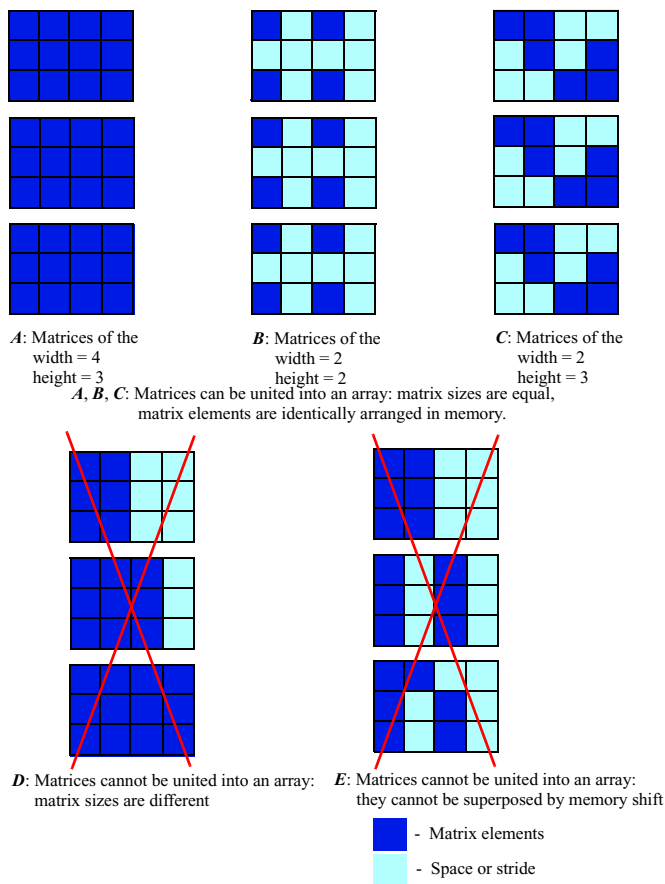 A: Matrices of the
width = 4
height = 3
B: Matrices of the
width = 2
height = 2
C: Matrices of the
width = 2
height = 3
A, B, C: Matrices can be united into an array: matrix sizes are equal,
matrix elements are identically arranged in memory.
D: Matrices cannot be united into an array:
matrix sizes are different
E: Matrices cannot be united into an array:
they cannot be superposed by memory shift
- Matrix elements
- Space or stride